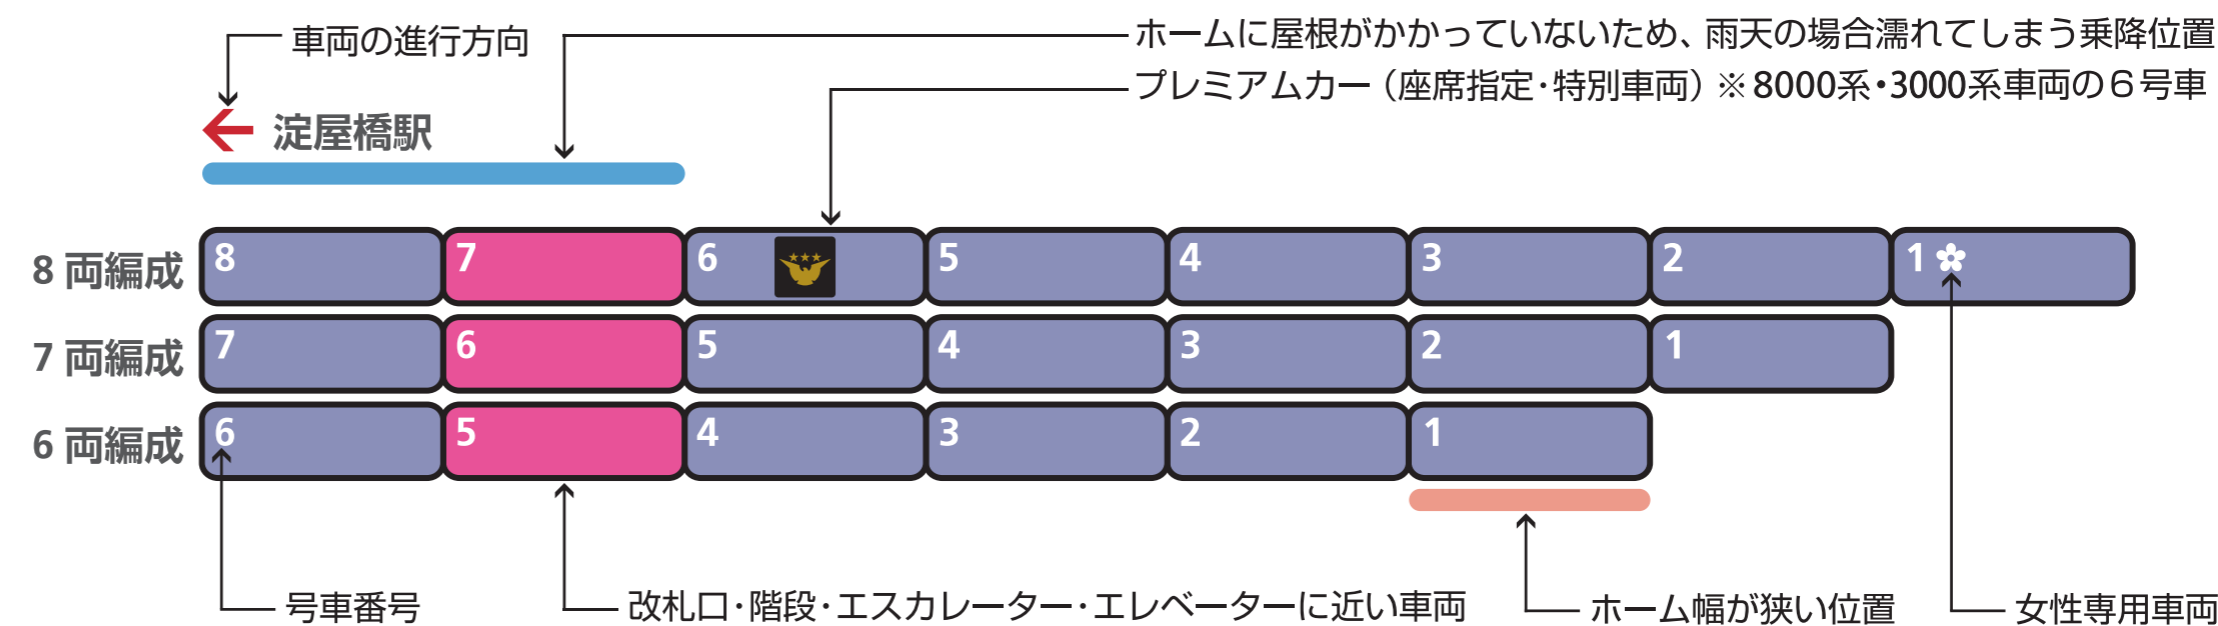 車両の進行方向
ホームに屋根がかかっていないため、雨天の場合濡れてしまう乗降位置
プレミアムカー（座席指定・特別車両）※8000系・3000系車両の６号車
淀屋橋駅
8 両編成 8 7 6 5 4 3 2 1
7 両編成 7 6 5 4 3 2 1
6 両編成 6 5 4 3 2 1
号車番号
改札口・階段・エスカレーター・エレベーターに近い車両
ホーム幅が狭い位置
女性専用車両